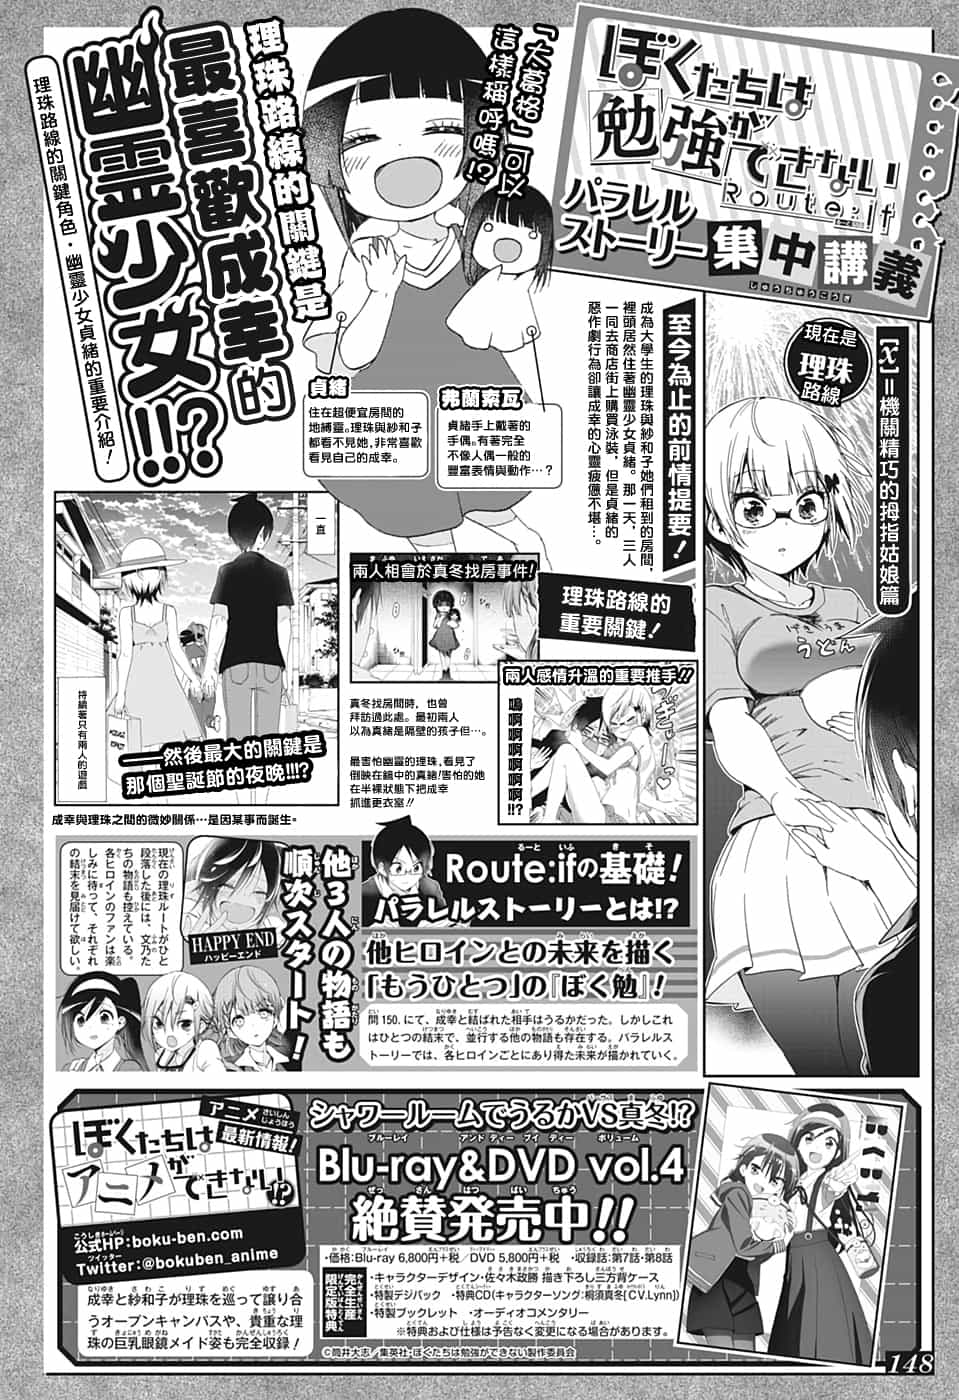 ぼくたちは
勉強ができない
Route:If
パラレル
ストーリー集中講義
しゅうちゅうこうぎ
「大葛格」可以
這樣稱呼嗎!?
理珠路線的關鍵是
最喜歡成幸的
幽靈少女!!?
理珠路線的關鍵角色・幽靈少女貞緒的重要介紹!
現在是
理珠
路線
【x】=機關精巧的拇指姑娘篇
至今為止的前情提要!
成為大學生的理珠與紗和子她們租到的房間,
裡頭居然住著幽靈少女貞緒。那一天,三人
一同去商店街上購買泳裝,但是貞緒的
惡作劇行為卻讓成幸的心靈疲憊不堪…。
貞緒
住在超便宜房間的
地縛靈。理珠與紗和子
都看不見她,非常喜歡
看見自己的成幸。
弗蘭索瓦
貞緒手上戴著的
手偶。有著完全
不像人偶一般的
豐富表情與動作…?
げきうま
うどん
一直
持續著只有兩人的遊戲
——然後最大的關鍵是
那個聖誕節的夜晚!!!?
成幸與理珠之間的微妙關係…是因某事而誕生。
兩人相會於真冬找房事件!
理珠路線的
重要關鍵!
真冬找房間時,也曾
拜訪過此處。最初兩人
以為真緒是隔壁的孩子但…。
兩人感情升溫的重要推手!!
嗚啊啊啊啊啊啊!!?
最害怕幽靈的理珠,看見了
倒映在鏡中的真緒!害怕的她
在半裸狀態下把成幸
抓進更衣室!!
Route:ifの基礎!
パラレルストーリーとは!?
他ヒロインとの未来を描く
「もうひとつ」の『ぼく勉』!
問150.にて、成幸と結ばれた相手はうるかだった。しかしこれ
はひとつの結末で、並行する他の物語も存在する。パラレルス
トーリーでは、各ヒロインごとにあり得た未来が描かれていく。
他3人の物語も
順次スタート!
HAPPY END
ハッピーエンド
現在の理珠ルートがひと
段落した後には、文乃た
ちの物語も控えている。
各ヒロインのファンは楽
しみに待って、それぞれ
の結末を見届けて欲しい。
アニメ
最新情報!
ぼくたちは
アニメができない!?
公式HP:boku-ben.com
Twitter:@bokuben_anime
成幸と紗和子が理珠を巡って譲り合
うオープンキャンパスや、貴重な理
珠の巨乳眼鏡メイド姿も完全収録!
シャワールームでうるかVS真冬!?
Blu-ray&DVD vol.4
絶賛発売中!!
・価格:Blu-ray 6,800円+税/DVD 5,800円+税 ・収録話:第7話・第8話
完全生産
限定版特典
・キャラクターデザイン・佐々木政勝 描き下ろし三方背ケース
・特製デジパック ・特典CD(キャラクターソング:桐須真冬[C.V.Lynn])
・特製ブックレット ・オーディオコメンタリー
※特典および仕様は予告なく変更になる場合があります。
©筒井大志/集英社・ぼくたちは勉強ができない製作委員会
148